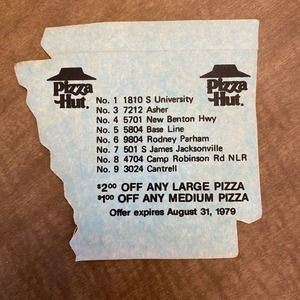 Pizza Hut.
Pizza Hut.
No. 1 1810 S University
No. 3 7212 Asher
No. 4 5701 New Benton Hwy
No. 5 5804 Base Line
No. 6 9804 Rodney Parham
No. 7 501 S James Jacksonville
No. 8 4704 Camp Robinson Rd NLR
No. 9 3024 Cantrell
$2.00 OFF ANY LARGE PIZZA
$1.00 OFF ANY MEDIUM PIZZA
Offer expires August 31, 1979